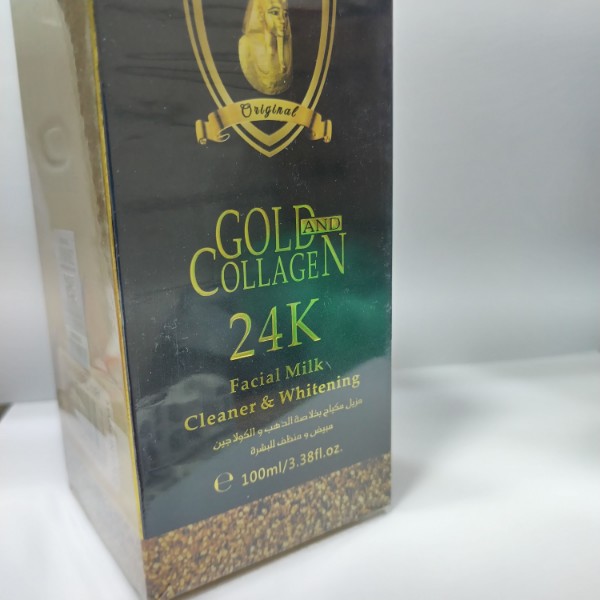 Original
GOLD AND
COLLAGEN
24K
Facial Milk
Cleaner & Whitening
مزيل مكياج بخلاصة الذهب و الكولاجين
مبيض و منظف للبشرة
e 100ml/3.38fl.oz.